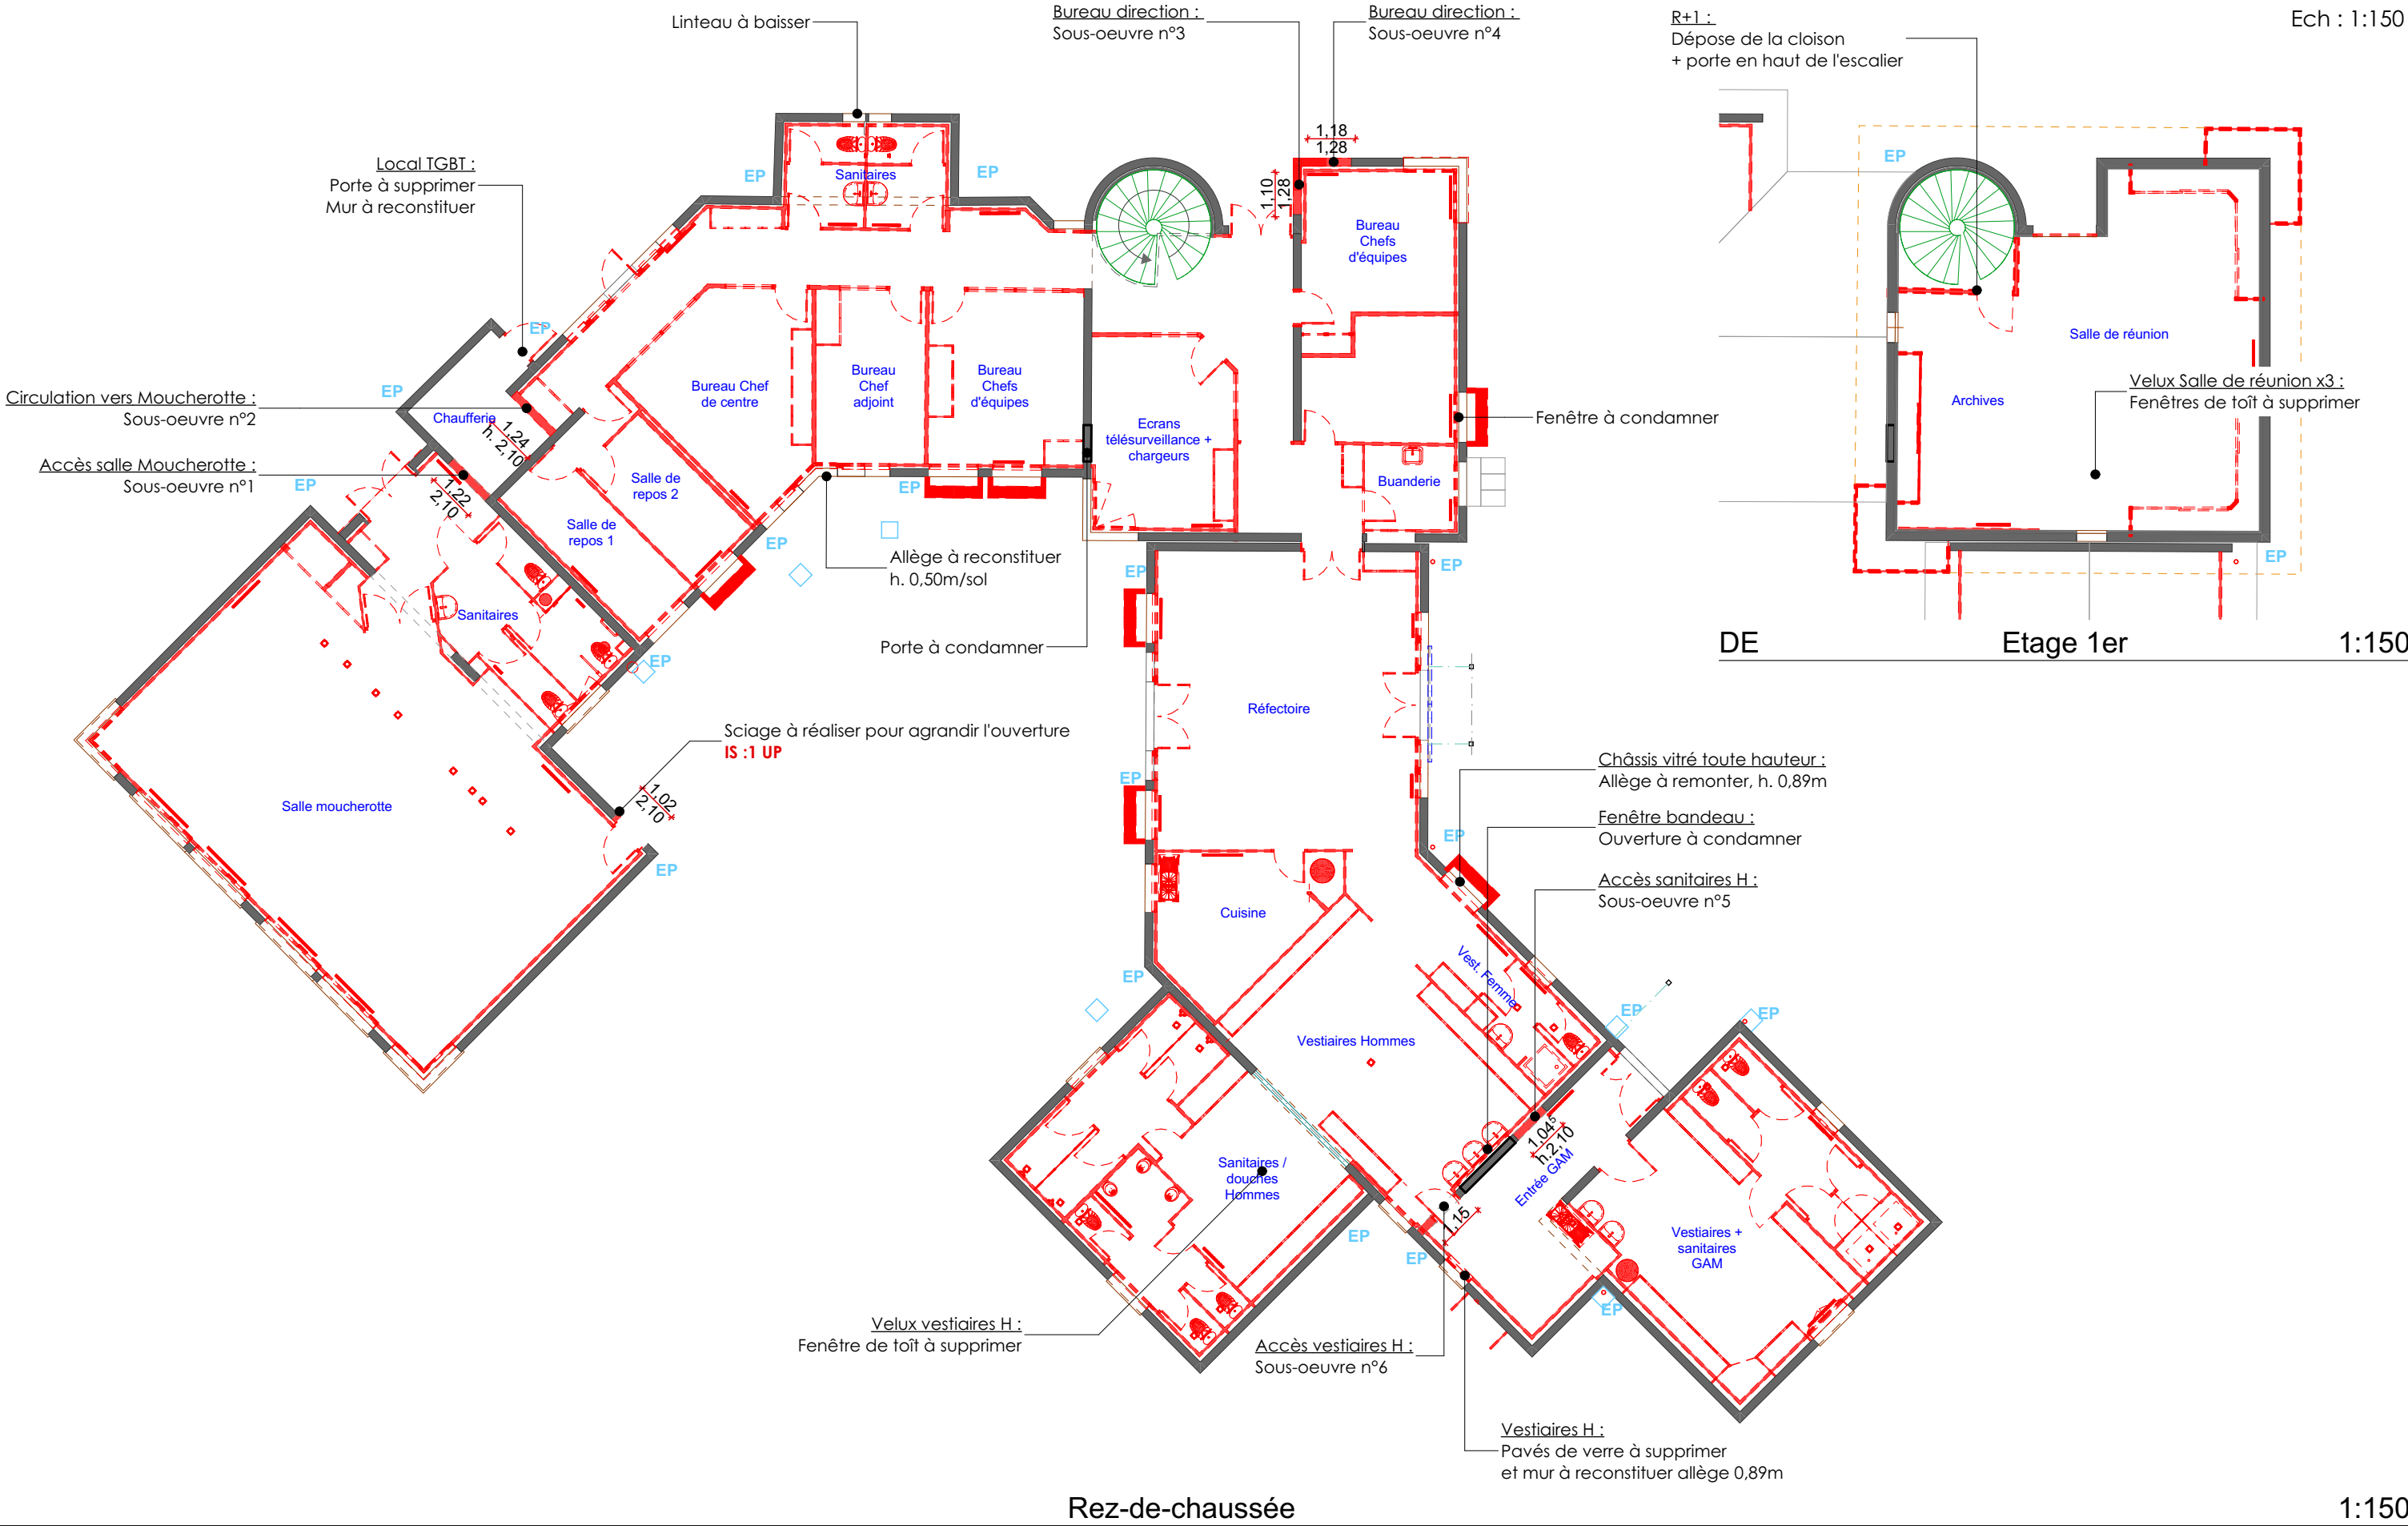 Linteau à baisser
Bureau direction :
Sous-oeuvre n°3
Bureau direction :
Sous-oeuvre n°4
R+1 :
Dépose de la cloison
+ porte en haut de l'escalier
Ech : 1:150
Local TGBT :
Porte à supprimer
Mur à reconstituer
Circulation vers Moucherotte :
Sous-oeuvre n°2
Accès salle Moucherotte :
Sous-oeuvre n°1
EP
EP
EP
EP
EP
EP
EP
Sanitaires
1,18
1,28
1,10
1,28
Bureau
Chefs
d'équipes
Chaufferie
1,24
h. 2,10
1,22
2,10
Bureau Chef
de centre
Bureau
Chef
adjoint
Bureau
Chefs
d'équipes
Ecrans
télésurveillance +
chargeurs
Buanderie
Fenêtre à condamner
Salle de
repos 2
Salle de
repos 1
Sanitaires
EP
EP
Allège à reconstituer
h. 0,50m/sol
Porte à condamner
EP
Salle de réunion
Archives
Velux Salle de réunion x3 :
Fenêtres de toît à supprimer
EP
DE
Etage 1er
1:150
EP
EP
Réfectoire
Sciage à réaliser pour agrandir l'ouverture
IS :1 UP
1,02
2,10
Salle moucherotte
EP
EP
EP
Châssis vitré toute hauteur :
Allège à remonter, h. 0,89m
Fenêtre bandeau :
Ouverture à condamner
Accès sanitaires H :
Sous-oeuvre n°5
Cuisine
Vest. Femme
EP
EP
EP
Vestiaires Hommes
1,04⁵
h.2,10
Entrée GAM
Sanitaires /
douches
Hommes
1,15
EP
EP
EP
Vestiaires +
sanitaires
GAM
Velux vestiaires H :
Fenêtre de toît à supprimer
Accès vestiaires H :
Sous-oeuvre n°6
Vestiaires H :
Pavés de verre à supprimer
et mur à reconstituer allège 0,89m
Rez-de-chaussée
1:150